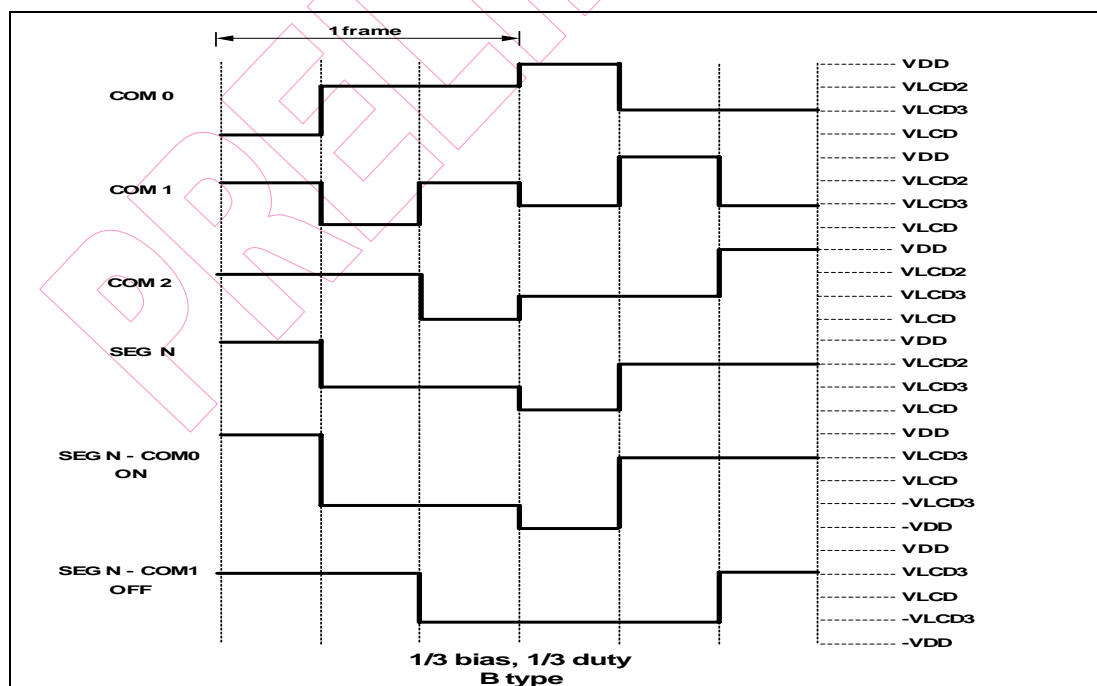 1 frame
VDD
COM 0
VLCD2
VLCD3
VLCD
VDD
COM 1
VLCD2
VLCD3
VLCD
VDD
COM 2
VLCD2
VLCD3
VLCD
VDD
SEG N
VLCD2
VLCD3
VLCD
VDD
SEG N - COM0
ON
VLCD3
VLCD
-VLCD3
-VDD
VDD
SEG N - COM1
OFF
VLCD3
VLCD
-VLCD3
-VDD
1/3 bias, 1/3 duty
B type